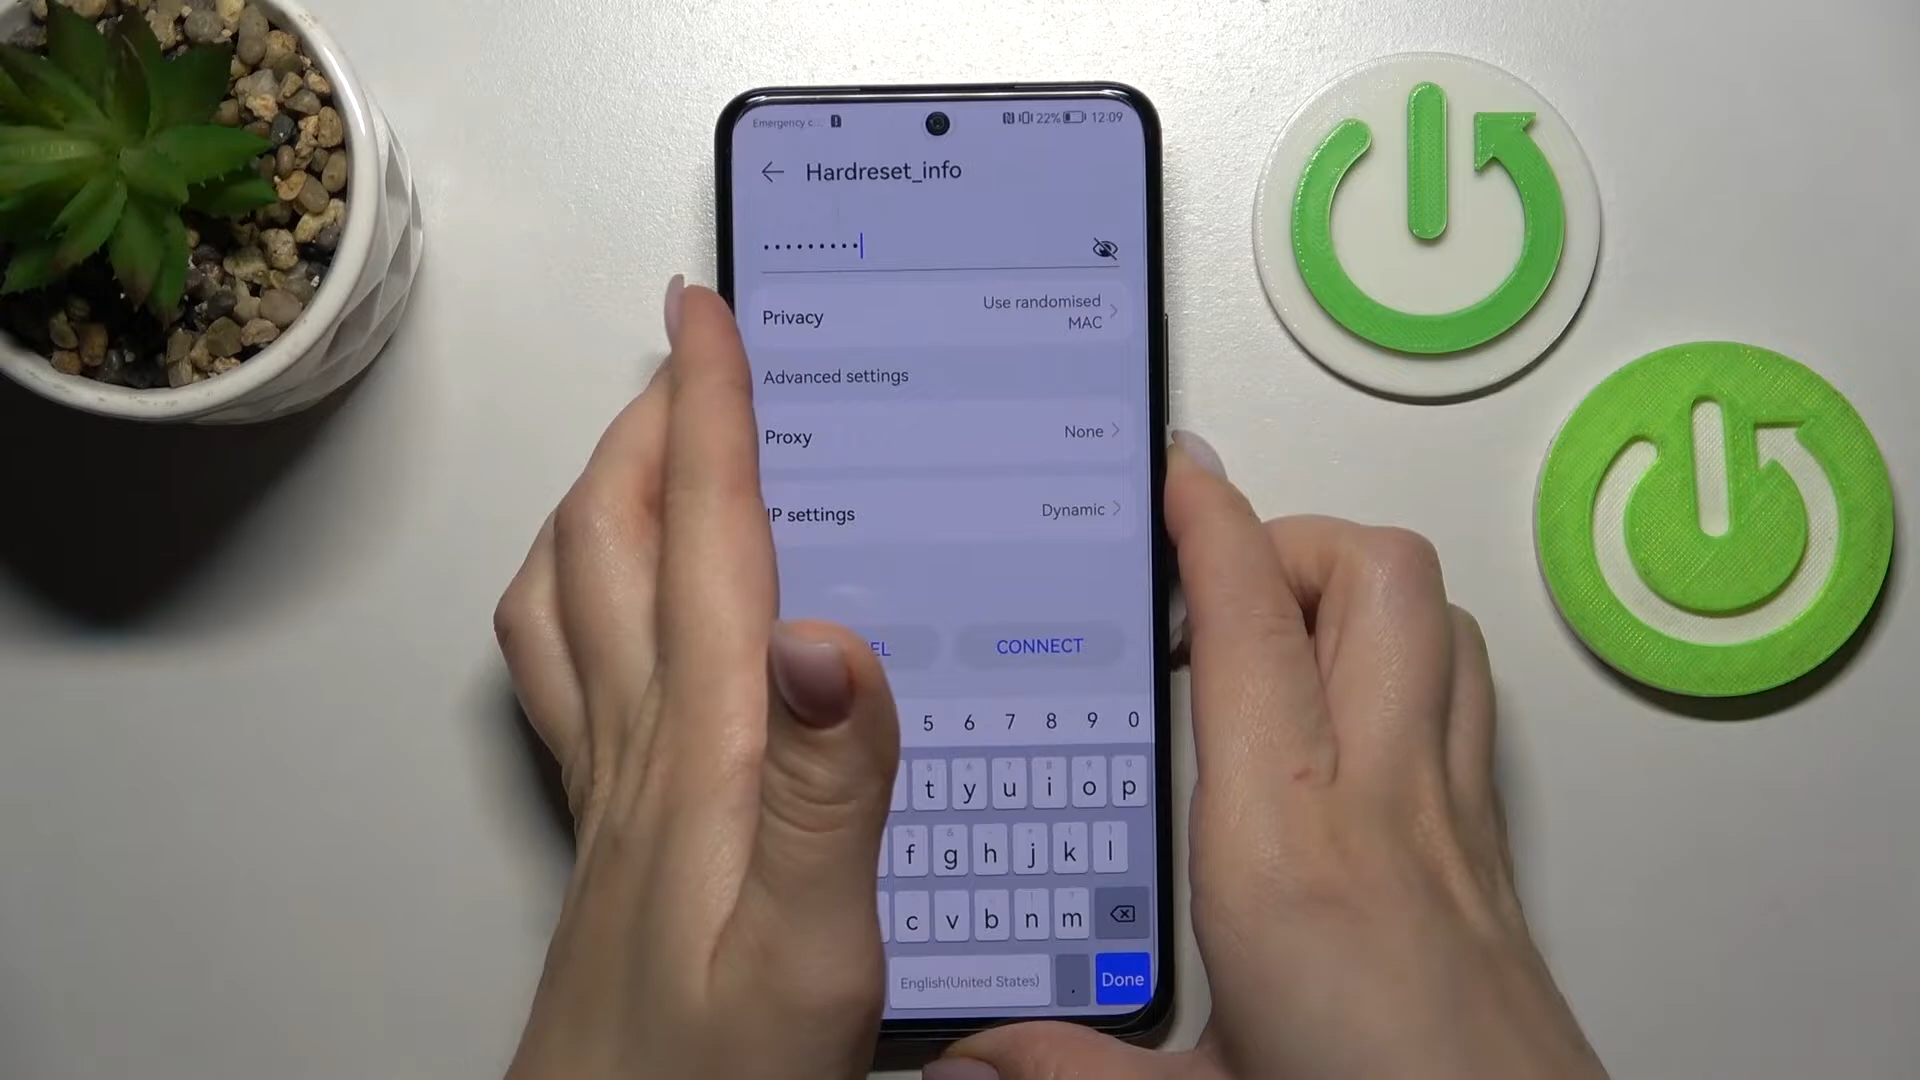 Emergency c... 22% 12:09
Hardreset_info
•••••••••
Privacy
Use randomised
MAC
Advanced settings
Proxy None
IP settings Dynamic
EL CONNECT
5 6 7 8 9 0
t y u i o p
f g h j k l
c v b n m
English(United States) . Done